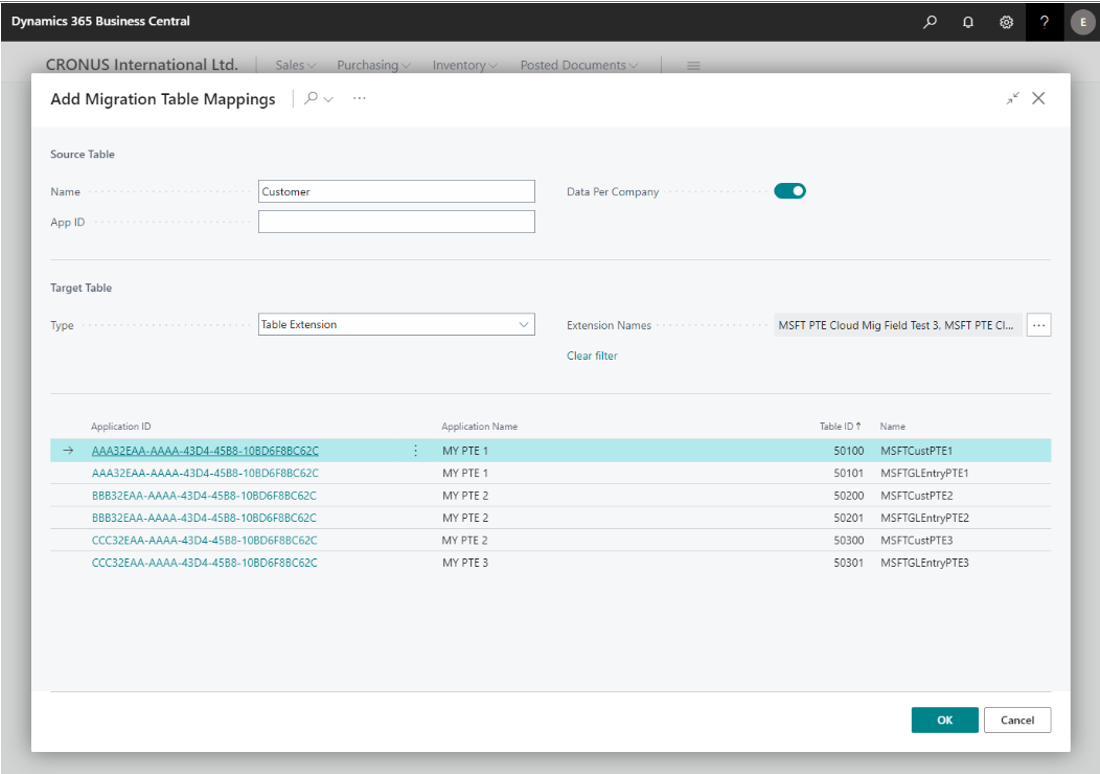 Dynamics 365 Business Central
? E
CRONUS International Ltd. Sales Purchasing Inventory Posted Documents
Add Migration Table Mappings
Source Table
Name Customer Data Per Company
App ID
Target Table
Type Table Extension Extension Names MSFT PTE Cloud Mig Field Test 3, MSFT PTE Cl...
Clear filter
Application ID Application Name Table ID↑ Name
→ AAA32EAA-AAAA-43D4-45B8-10BD6F8BC62C MY PTE 1 50100 MSFTCustPTE1
AAA32EAA-AAAA-43D4-45B8-10BD6F8BC62C MY PTE 1 50101 MSFTGLEntryPTE1
BBB32EAA-AAAA-43D4-45B8-10BD6F8BC62C MY PTE 2 50200 MSFTCustPTE2
BBB32EAA-AAAA-43D4-45B8-10BD6F8BC62C MY PTE 2 50201 MSFTGLEntryPTE2
CCC32EAA-AAAA-43D4-45B8-10BD6F8BC62C MY PTE 2 50300 MSFTCustPTE3
CCC32EAA-AAAA-43D4-45B8-10BD6F8BC62C MY PTE 3 50301 MSFTGLEntryPTE3
OK Cancel